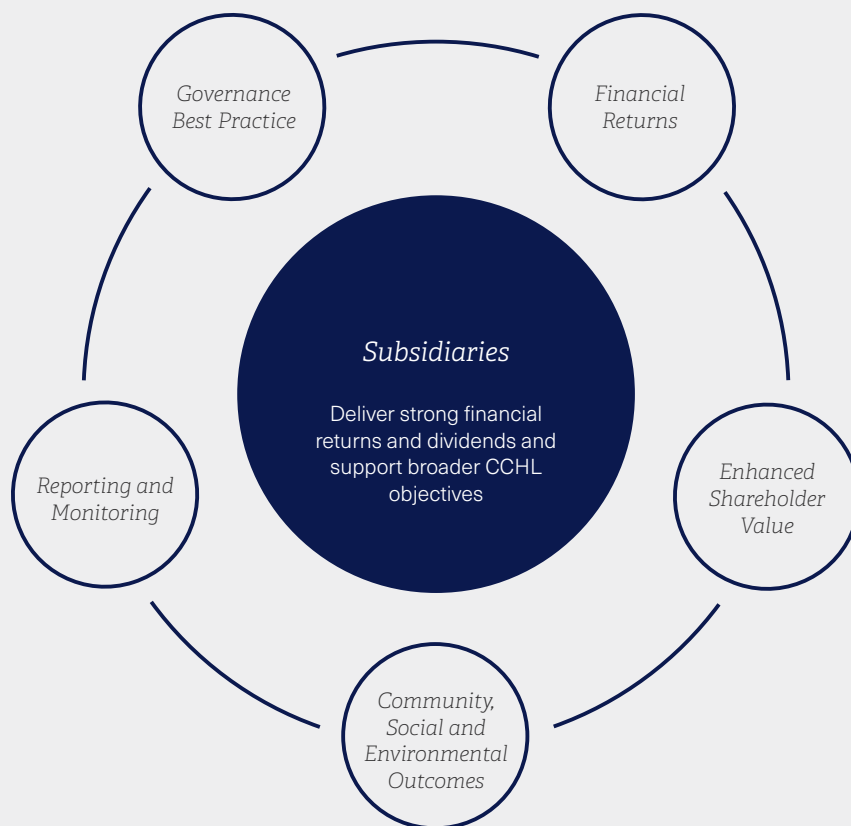 Governance
Best Practice
Financial
Returns
Subsidiaries
Deliver strong financial
returns and dividends and
support broader CCHL
objectives
Reporting and
Monitoring
Enhanced
Shareholder
Value
Community,
Social and
Environmental
Outcomes